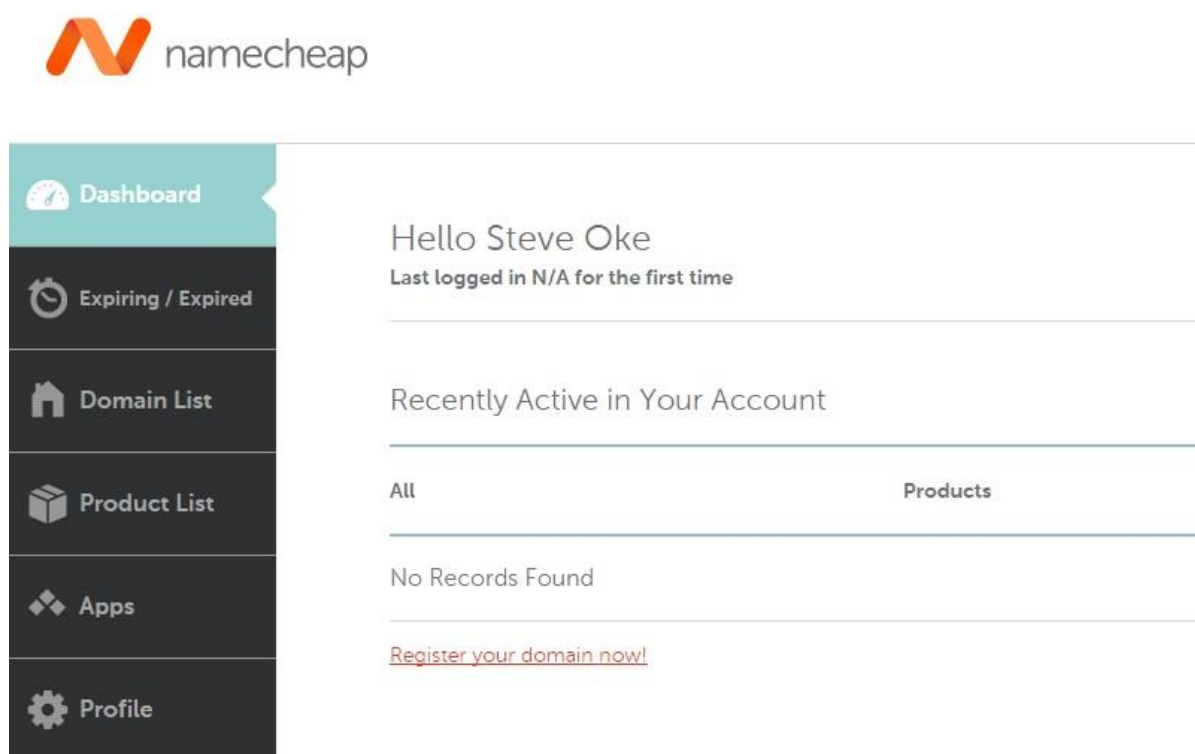 namecheap
Dashboard
Expiring / Expired
Domain List
Product List
Apps
Profile
Hello Steve Oke
Last logged in N/A for the first time
Recently Active in Your Account
All Products
No Records Found
Register your domain now!